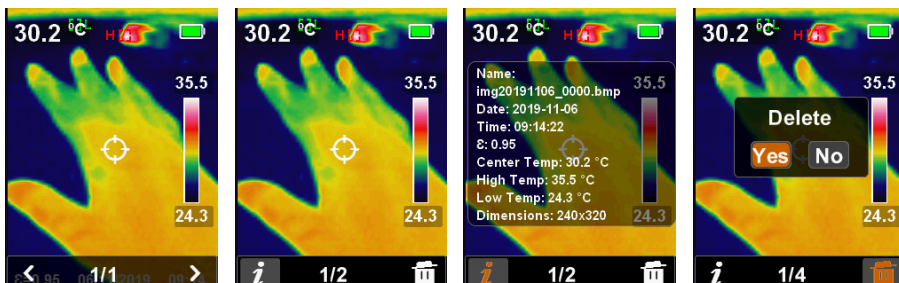 30.2 °C
H
35.5
24.3
1/1
30.2 °C
H
35.5
24.3
i
1/2
30.2 °C
H
Name:
img20191106_0000.bmp
Date: 2019-11-06
Time: 09:14:22
ε: 0.95
Center Temp: 30.2 °C
High Temp: 35.5 °C
Low Temp: 24.3 °C
Dimensions: 240x320
35.5
24.3
i
1/2
30.2 °C
H
35.5
Delete
Yes
No
24.3
i
1/4